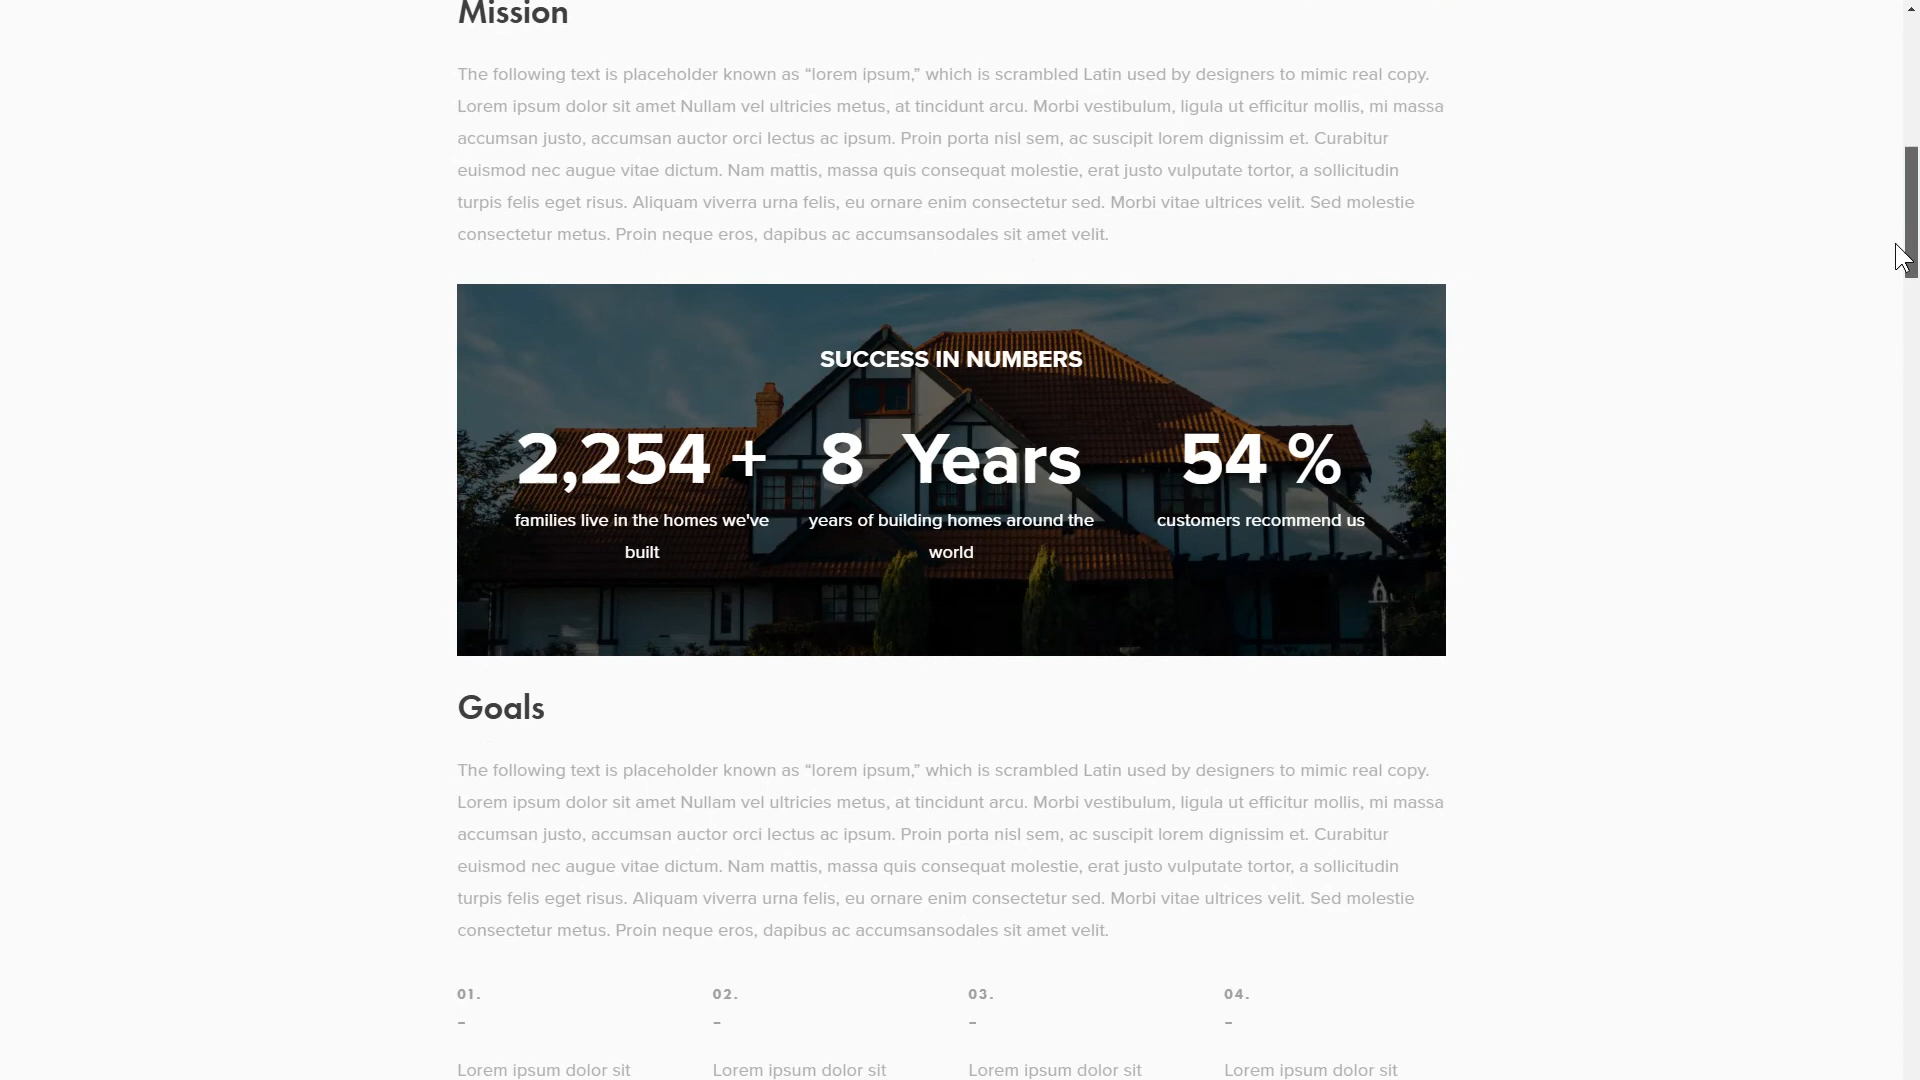 Mission
The following text is placeholder known as “lorem ipsum,” which is scrambled Latin used by designers to mimic real copy.
Lorem ipsum dolor sit amet Nullam vel ultricies metus, at tincidunt arcu. Morbi vestibulum, ligula ut efficitur mollis, mi massa
accumsan justo, accumsan auctor orci lectus ac ipsum. Proin porta nisl sem, ac suscipit lorem dignissim et. Curabitur
euismod nec augue vitae dictum. Nam mattis, massa quis consequat molestie, erat justo vulputate tortor, a sollicitudin
turpis felis eget risus. Aliquam viverra urna felis, eu ornare enim consectetur sed. Morbi vitae ultrices velit. Sed molestie
consectetur metus. Proin neque eros, dapibus ac accumsansodales sit amet velit.
SUCCESS IN NUMBERS
2,254 +
families live in the homes we've
built
8 Years
years of building homes around the
world
54 %
customers recommend us
Goals
The following text is placeholder known as “lorem ipsum,” which is scrambled Latin used by designers to mimic real copy.
Lorem ipsum dolor sit amet Nullam vel ultricies metus, at tincidunt arcu. Morbi vestibulum, ligula ut efficitur mollis, mi massa
accumsan justo, accumsan auctor orci lectus ac ipsum. Proin porta nisl sem, ac suscipit lorem dignissim et. Curabitur
euismod nec augue vitae dictum. Nam mattis, massa quis consequat molestie, erat justo vulputate tortor, a sollicitudin
turpis felis eget risus. Aliquam viverra urna felis, eu ornare enim consectetur sed. Morbi vitae ultrices velit. Sed molestie
consectetur metus. Proin neque eros, dapibus ac accumsansodales sit amet velit.
01.
–
Lorem ipsum dolor sit
02.
–
Lorem ipsum dolor sit
03.
–
Lorem ipsum dolor sit
04.
–
Lorem ipsum dolor sit